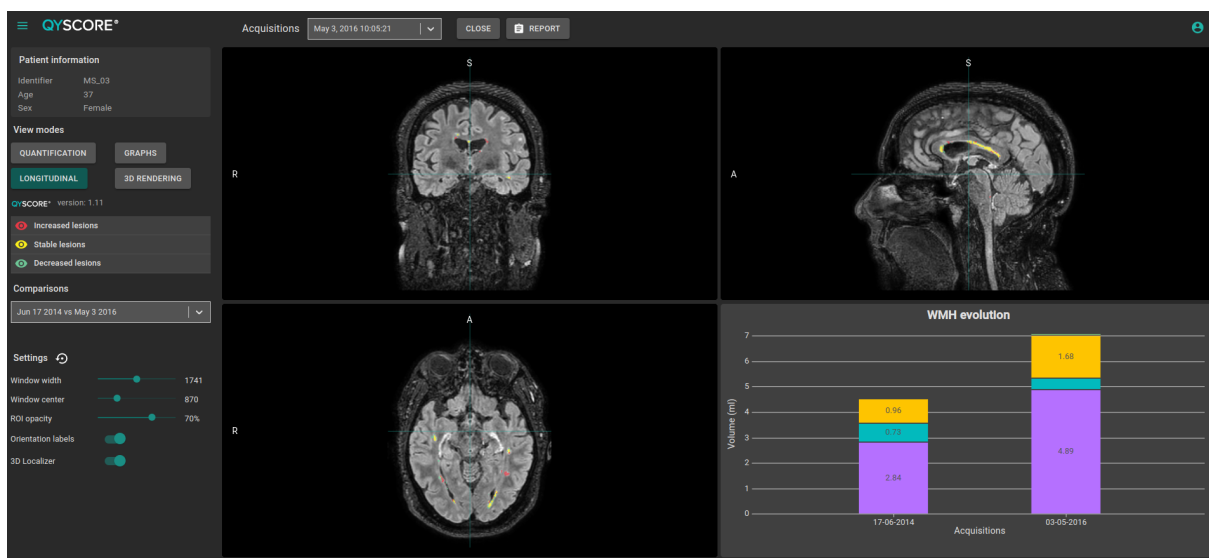 QYSCORE®
Acquisitions
May 3, 2016 10:05:21
CLOSE
REPORT
Patient information
Identifier MS_03
Age 37
Sex Female
View modes
QUANTIFICATION
GRAPHS
LONGITUDINAL
3D RENDERING
QYSCORE® version: 1.11
Increased lesions
Stable lesions
Decreased lesions
Comparisons
Jun 17 2014 vs May 3 2016
Settings
Window width 1741
Window center 870
ROI opacity 70%
Orientation labels
3D Localizer
S
R
S
A
A
R
WMH evolution
7
6
5
4
3
2
1
0
Volume (ml)
0.96
0.73
2.84
1.68
4.89
17-06-2014
03-05-2016
Acquisitions